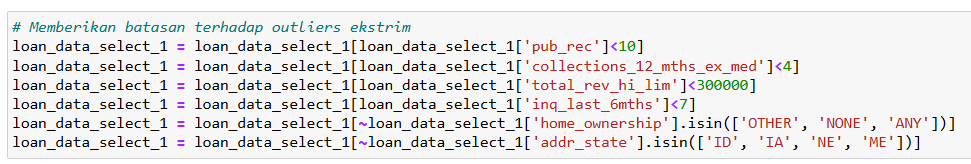 # Memberikan batasan terhadap outliers ekstrim
loan_data_select_1 = loan_data_select_1[loan_data_select_1['pub_rec']<10]
loan_data_select_1 = loan_data_select_1[loan_data_select_1['collections_12_mths_ex_med']<4]
loan_data_select_1 = loan_data_select_1[loan_data_select_1['total_rev_hi_lim']<300000]
loan_data_select_1 = loan_data_select_1[loan_data_select_1['inq_last_6mths']<7]
loan_data_select_1 = loan_data_select_1[~loan_data_select_1['home_ownership'].isin(['OTHER', 'NONE', 'ANY'])]
loan_data_select_1 = loan_data_select_1[~loan_data_select_1['addr_state'].isin(['ID', 'IA', 'NE', 'ME'])]